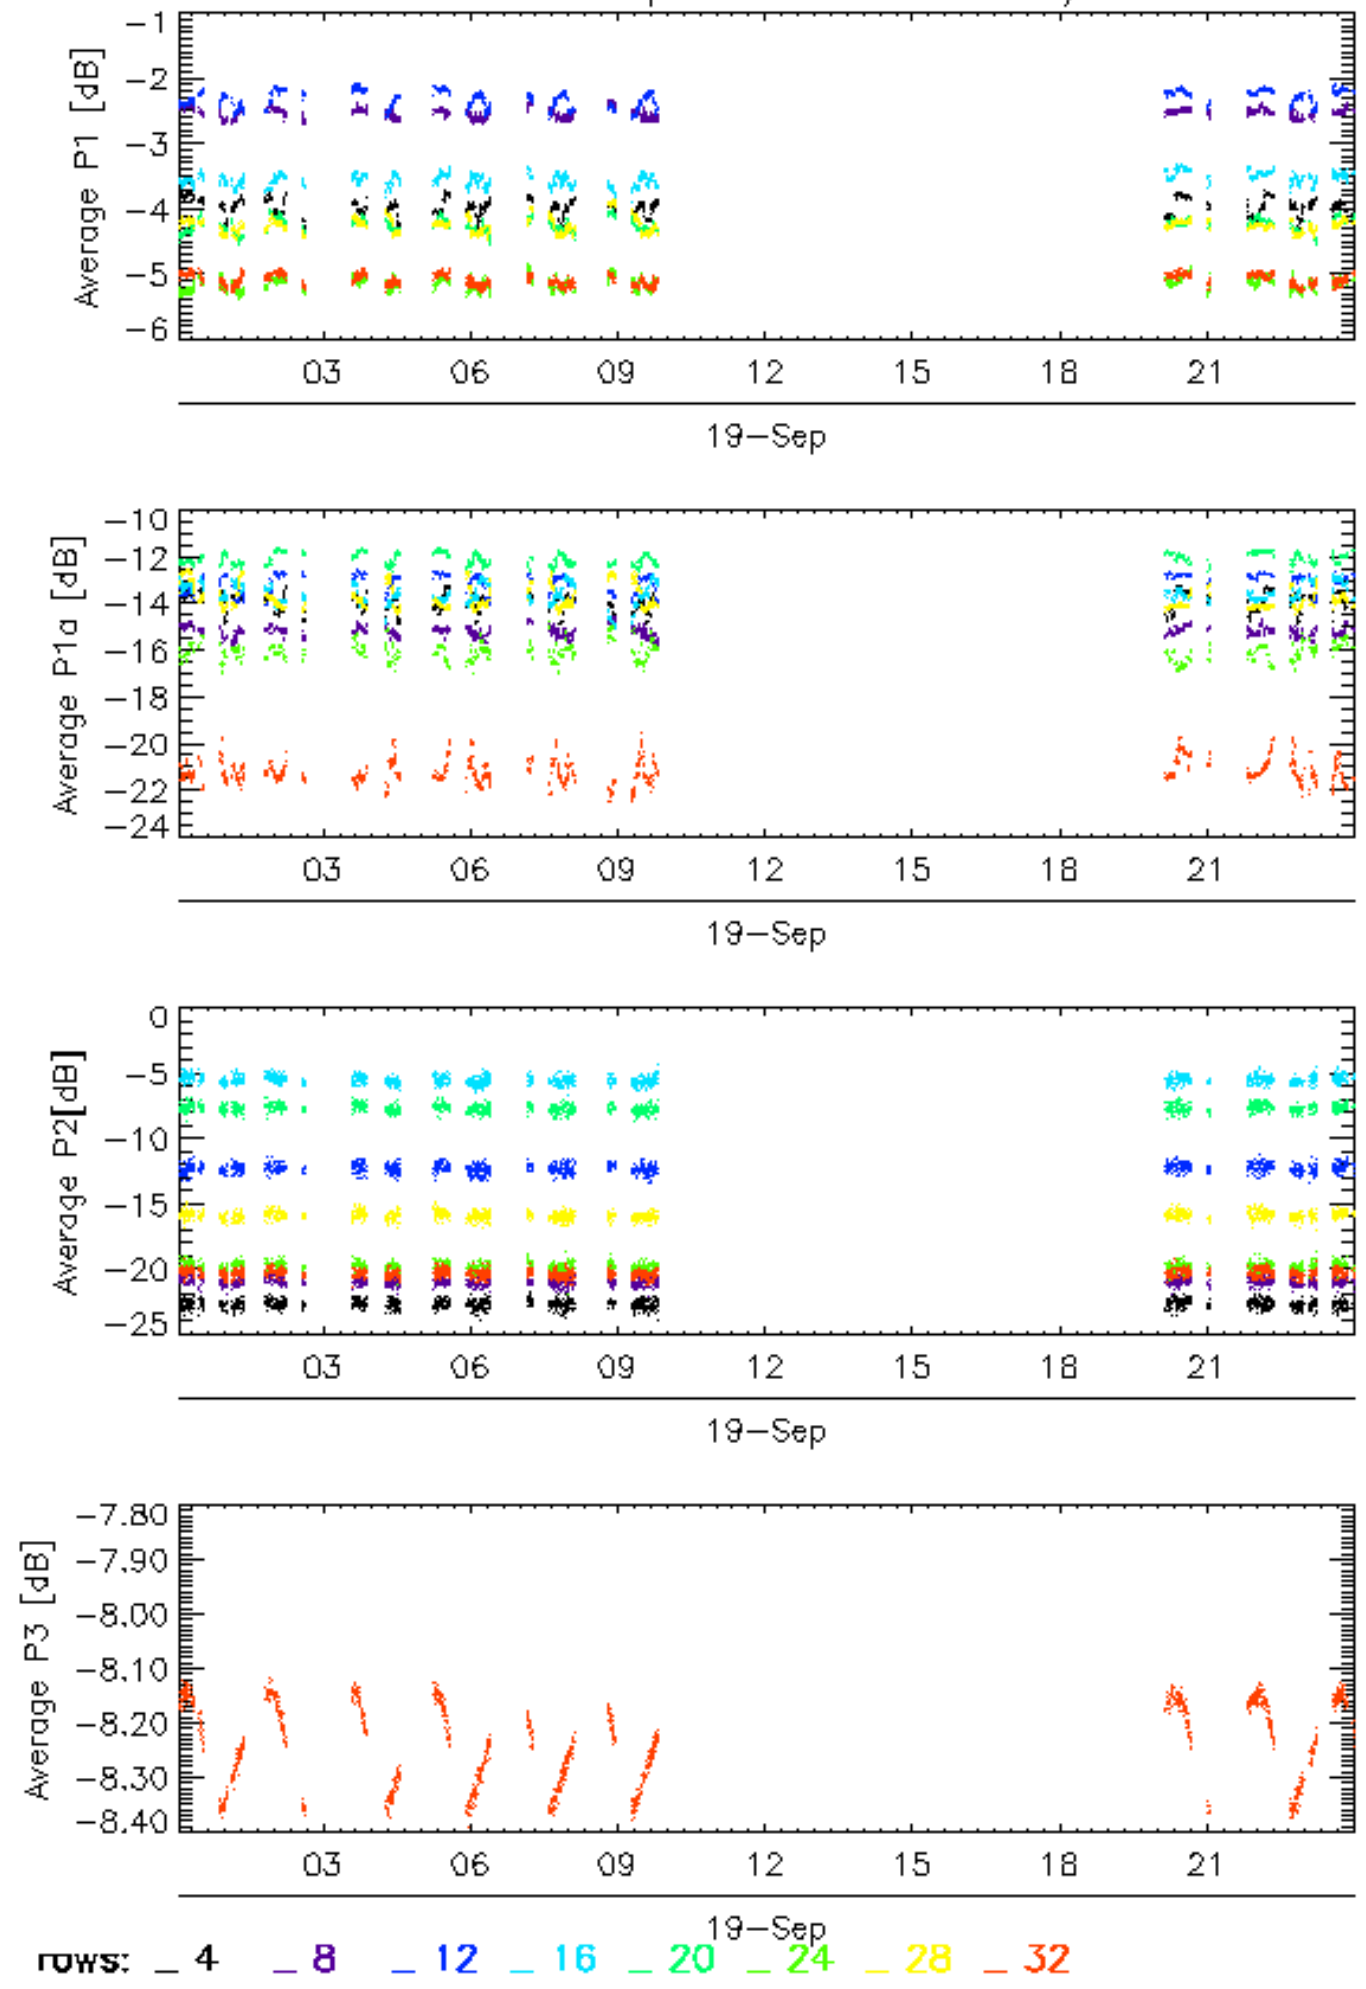 Average P1 [dB]
−1
−2
−3
−4
−5
−6
03 06 09 12 15 18 21
19−Sep
Average P1a [dB]
−10
−12
−14
−16
−18
−20
−22
−24
03 06 09 12 15 18 21
19−Sep
Average P2[dB]
0
−5
−10
−15
−20
−25
03 06 09 12 15 18 21
19−Sep
Average P3 [dB]
−7.80
−7.90
−8.00
−8.10
−8.20
−8.30
−8.40
03 06 09 12 15 18 21
19−Sep
rows: _ 4 _ 8 _ 12 _ 16 _ 20 _ 24 _ 28 _ 32